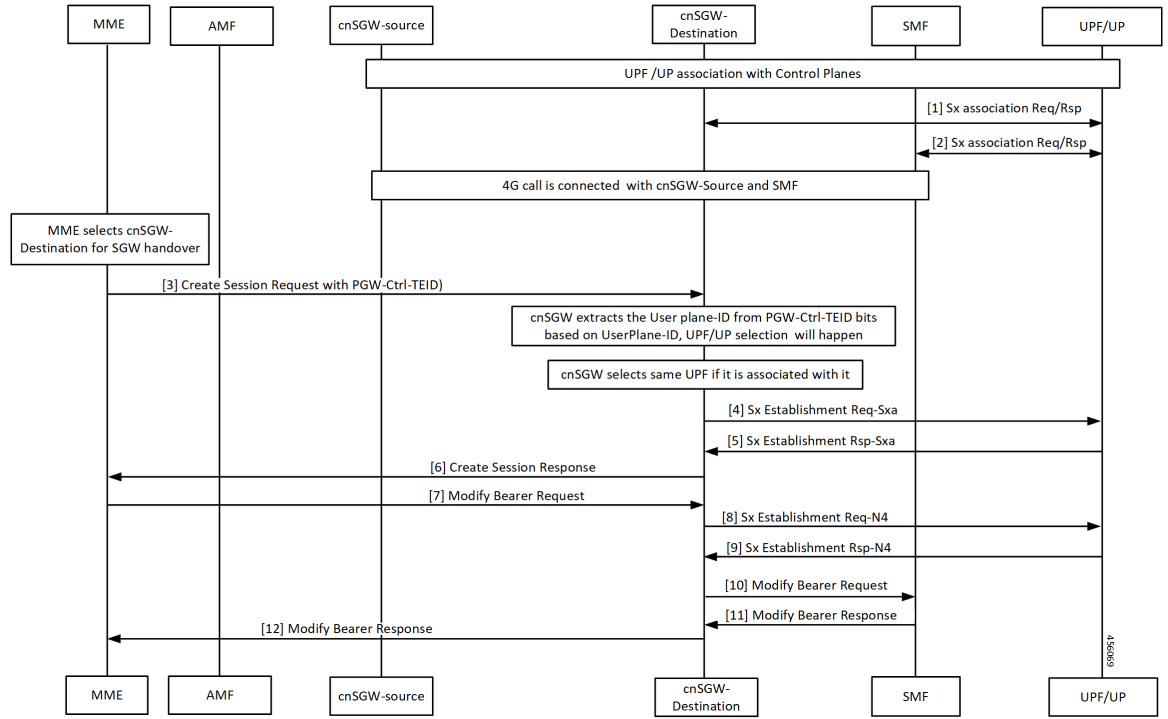 MME
AMF
cnSGW-source
cnSGW-
Destination
SMF
UPF/UP
UPF /UP association with Control Planes
[1] Sx association Req/Rsp
[2] Sx association Req/Rsp
4G call is connected with cnSGW-Source and SMF
MME selects cnSGW-
Destination for SGW handover
[3] Create Session Request with PGW-Ctrl-TEID)
cnSGW extracts the User plane-ID from PGW-Ctrl-TEID bits
based on UserPlane-ID, UPF/UP selection will happen
cnSGW selects same UPF if it is associated with it
[4] Sx Establishment Req-Sxa
[5] Sx Establishment Rsp-Sxa
[6] Create Session Response
[7] Modify Bearer Request
[8] Sx Establishment Req-N4
[9] Sx Establishment Rsp-N4
[10] Modify Bearer Request
[11] Modify Bearer Response
[12] Modify Bearer Response
456069
MME
AMF
cnSGW-source
cnSGW-
Destination
SMF
UPF/UP